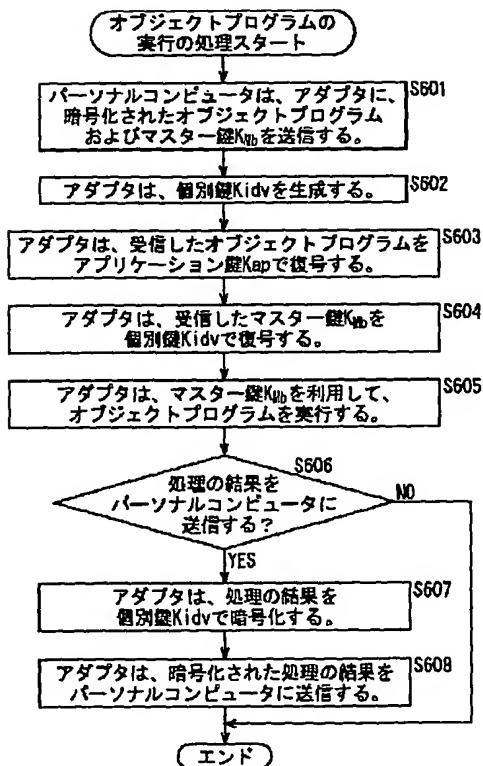 オブジェクトプログラムの
実行の処理スタート
S601
パーソナルコンピュータは、アダプタに、
暗号化されたオブジェクトプログラム
およびマスター鍵KMbを送信する。
S602
アダプタは、個別鍵Kidvを生成する。
S603
アダプタは、受信したオブジェクトプログラムを
アプリケーション鍵Kapで復号する。
S604
アダプタは、受信したマスター鍵KMbを
個別鍵Kidvで復号する。
S605
アダプタは、マスター鍵KMbを利用して、
オブジェクトプログラムを実行する。
S606
処理の結果を
パーソナルコンピュータに
送信する？
NO
YES
S607
アダプタは、処理の結果を
個別鍵Kidvで暗号化する。
S608
アダプタは、暗号化された処理の結果を
パーソナルコンピュータに送信する。
エンド